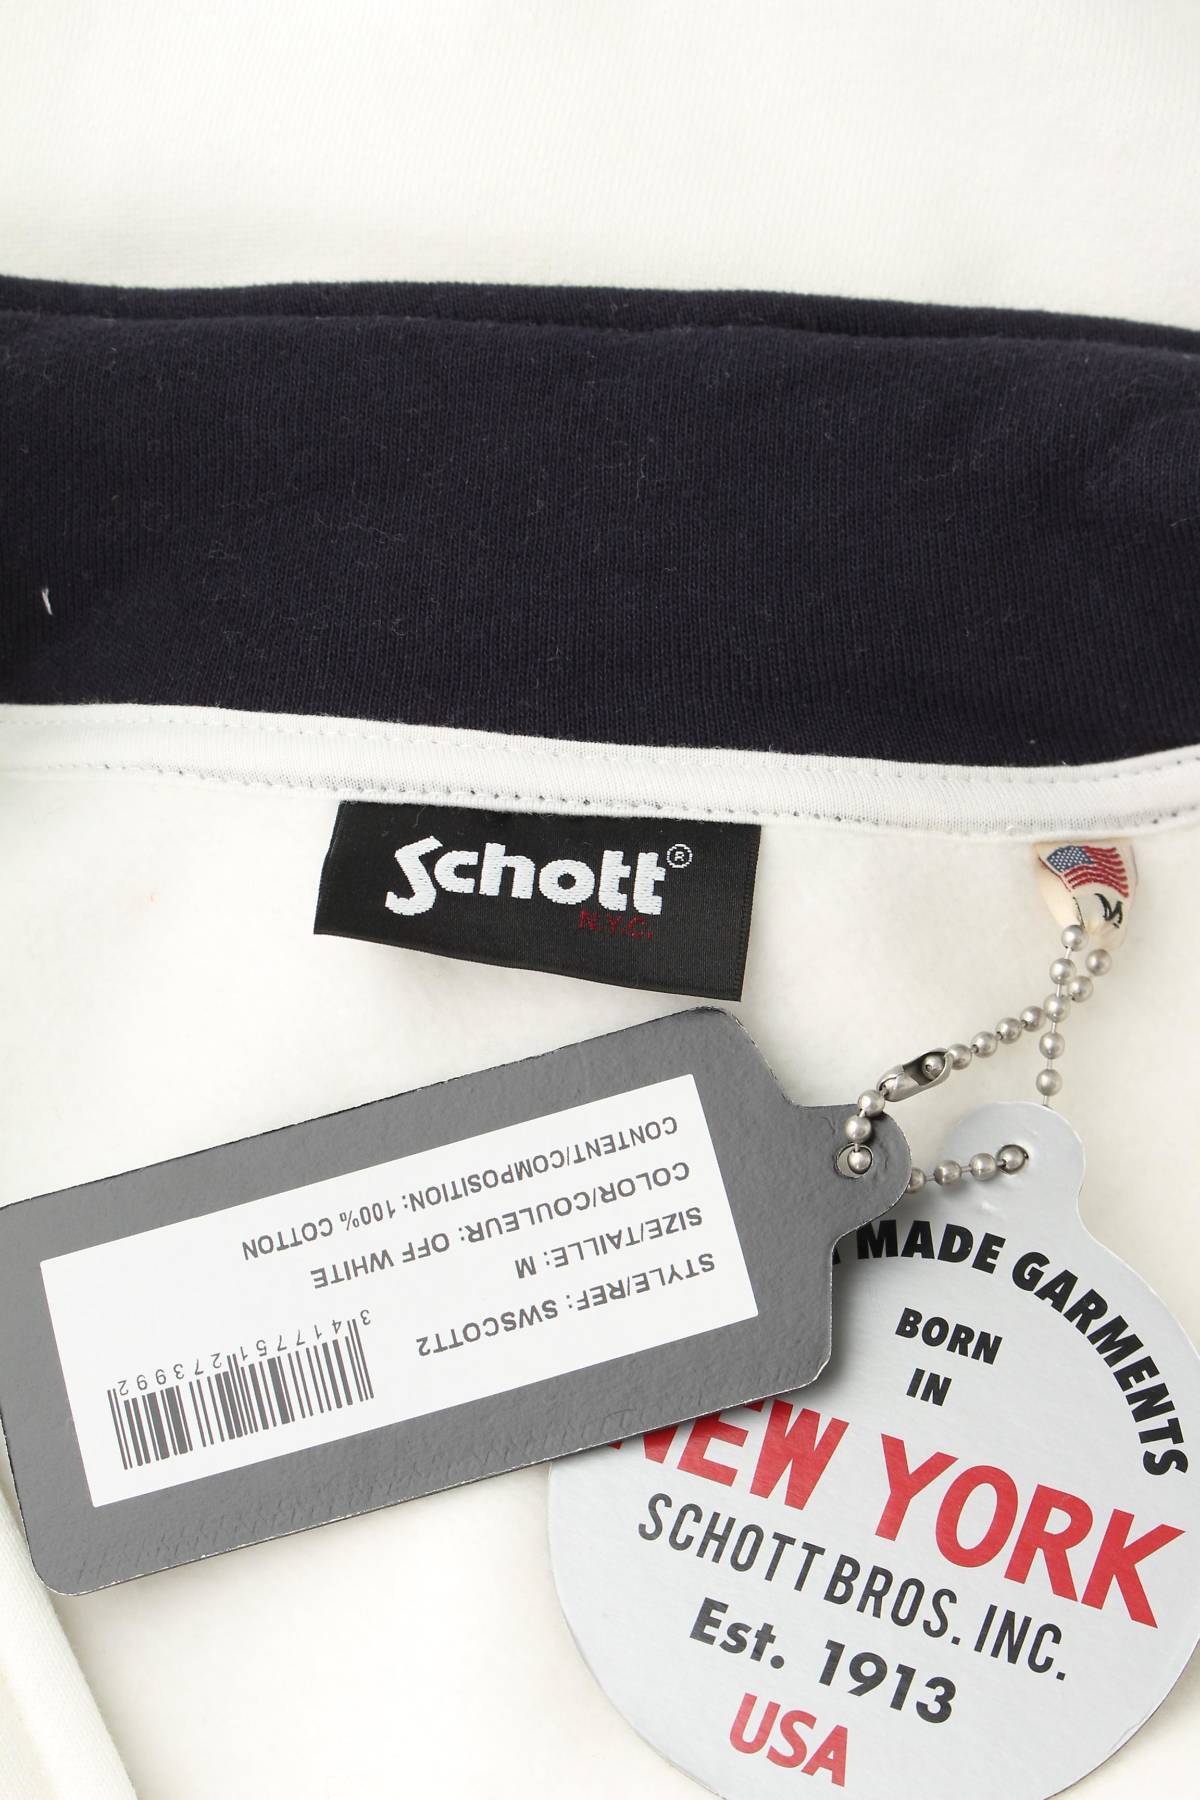 Schott®
N.Y.C.
M
STYLE/REF: SWSCOTT2
SIZE/TAILLE: M
COLOR/COULEUR: OFF WHITE
CONTENT/COMPOSITION: 100% COTTON
3417751273992
MADE GARMENTS
BORN
IN
NEW YORK
SCHOTT BROS. INC.
Est. 1913
USA